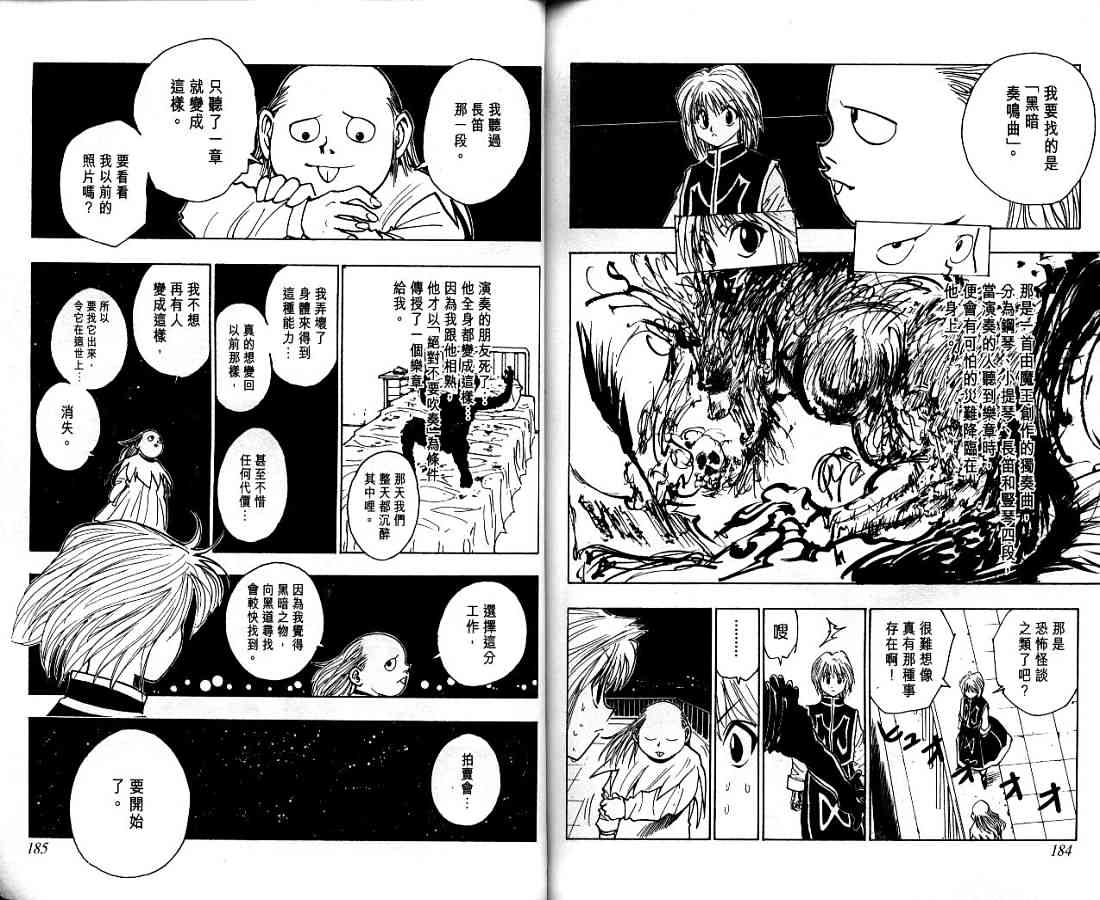 我要找的是
「黑暗
奏鳴曲」。
那是一首由魔王創作的獨奏曲，
分為鋼琴、小提琴、長笛和豎琴四段，
當演奏的人聽到樂章時，
便會有可怕的災難降臨在
他身上。
那是
恐怖怪談
之類了吧？
很難想像
真有那種事
存在啊！
ヒュオオオ
嗖
………
184
我聽過
長笛
那一段。
只聽了一章
就變成
這樣。
要看看
我以前的
照片嗎？
演奏的朋友死了…
他全身都變成這樣…
因為我跟他相熟，
他才以「絕對不要吹奏」為條件
傳授了一個樂章
給我。
那天我們
整天都沉醉
其中哩。
我弄壞了
身體來得到
這種能力…
真的想變回
以前那樣，
甚至不惜
任何代價…
我不想
再有人
變成這樣，
所以
要找它出來，
令它在這世上…
消失。
選擇這分
工作，
因為我覺得
黑暗之物，
向黑道尋找
會較快找到。
拍賣會…
要開始
了。
185